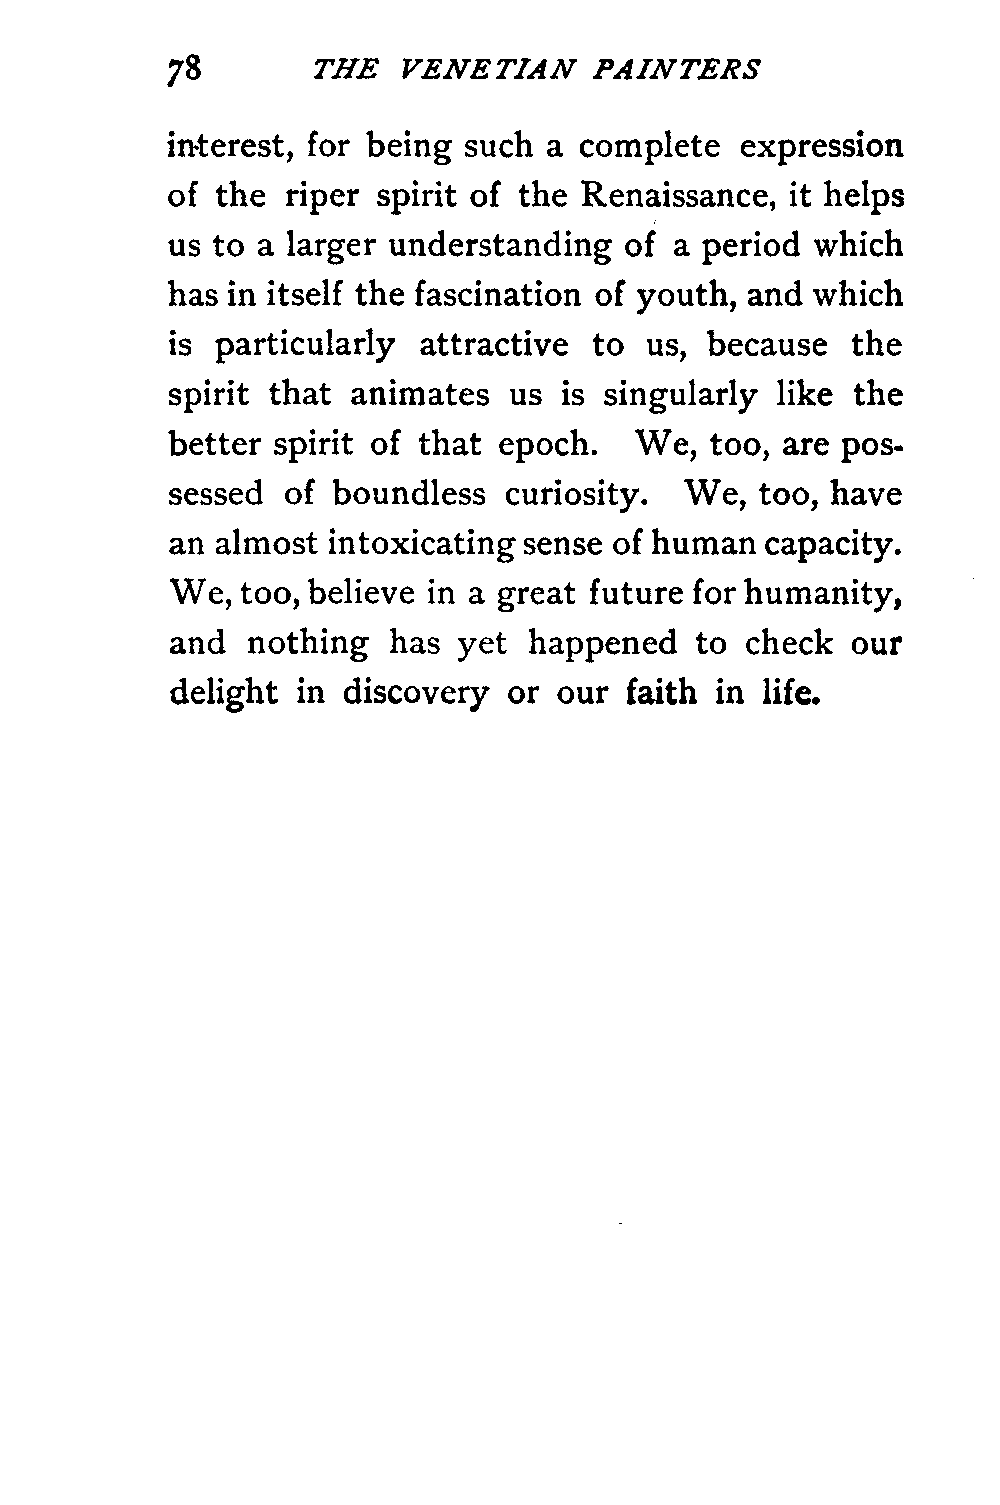 78 THE VENETIAN PAINTERS
interest, for being such a complete expression
of the riper spirit of the Renaissance, it helps
us to a larger understanding of a period which
has in itself the fascination of youth, and which
is particularly attractive to us, because the
spirit that animates us is singularly like the
better spirit of that epoch. We, too, are pos-
sessed of boundless curiosity. We, too, have
an almost intoxicating sense of human capacity.
We, too, believe in a great future for humanity,
and nothing has yet happened to check our
delight in discovery or our faith in life.